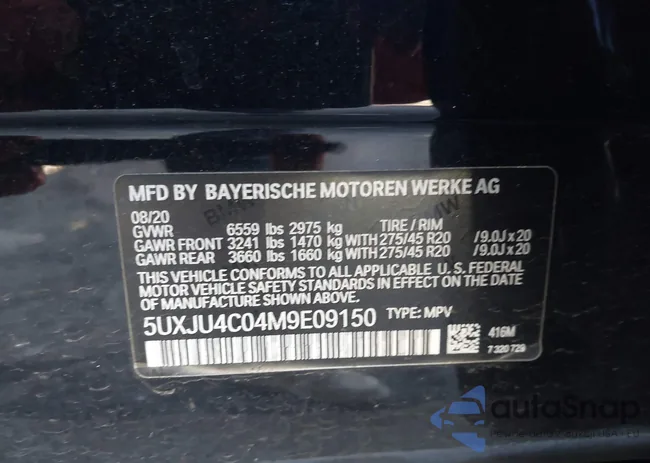 MFD BY BAYERISCHE MOTOREN WERKE AG
08/20
GVWR 6559 lbs 2975 kg TIRE / RIM
GAWR FRONT 3241 lbs 1470 kg WITH 275/45 R20 /9.0J x 20
GAWR REAR 3660 lbs 1660 kg WITH 275/45 R20 /9.0J x 20
THIS VEHICLE CONFORMS TO ALL APPLICABLE U. S. FEDERAL
MOTOR VEHICLE SAFETY STANDARDS IN EFFECT ON THE DATE
OF MANUFACTURE SHOWN ABOVE.
5UXJU4C04M9E09150 TYPE: MPV
416M
7 320 729
autoSnap